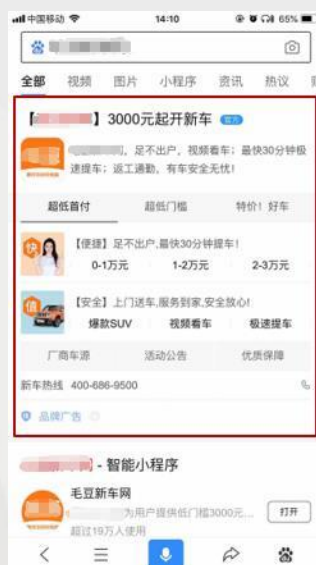 中国移动 14:10 65%
全部 视频 图片 小程序 资讯 热议
【 】3000元起开新车 官方
足不出户，视频看车；最快30分钟极
速提车；返工通勤，有车安全无忧！
超低首付 超低门槛 特价！好车
快
【便捷】足不出户,最快30分钟提车!
0-1万元 1-2万元 2-3万元
值
【安全】上门送车,服务到家,安全放心!
爆款SUV 视频看车 极速提车
厂商车源 活动公告 优质保障
新车热线 400-686-9500
品牌广告
- 智能小程序
毛豆新车网
为用户提供低门槛3000元... 打开
超过19万人使用